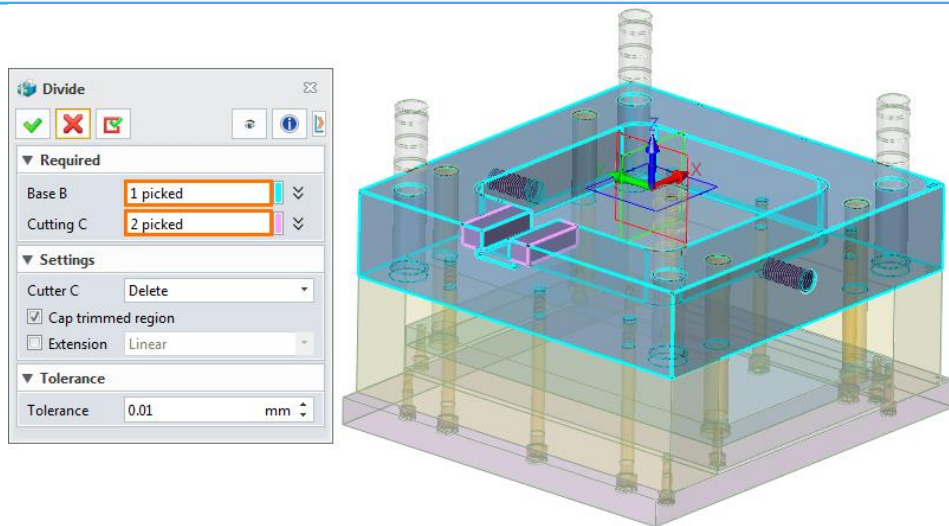 Divide
Required
Base B 1 picked
Cutting C 2 picked
Settings
Cutter C Delete
Cap trimmed region
Extension Linear
Tolerance
Tolerance 0.01 mm
Z
X